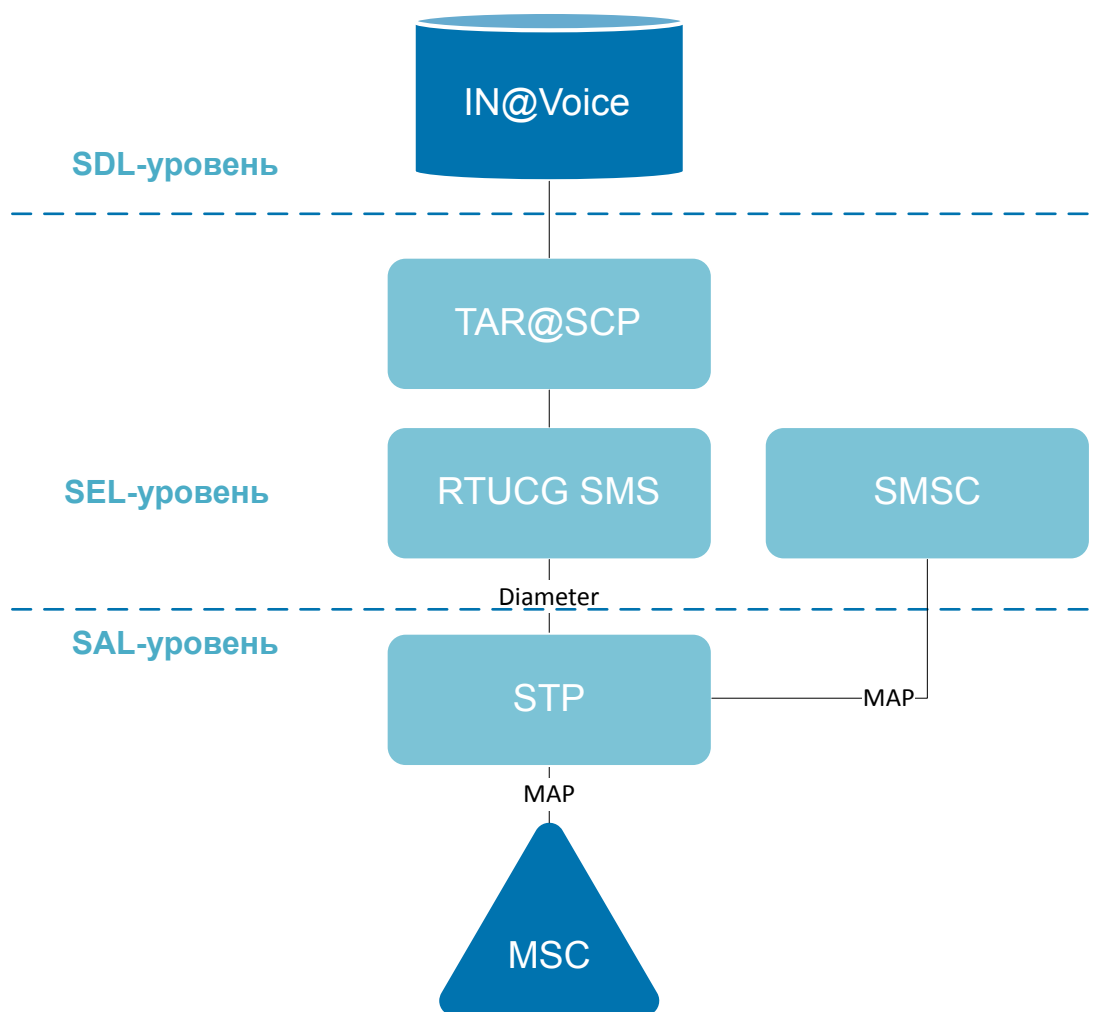 IN@Voice
SDL-уровень
TAR@SCP
SEL-уровень
RTUCG SMS
SMSC
Diameter
SAL-уровень
STP
MAP
MAP
MSC